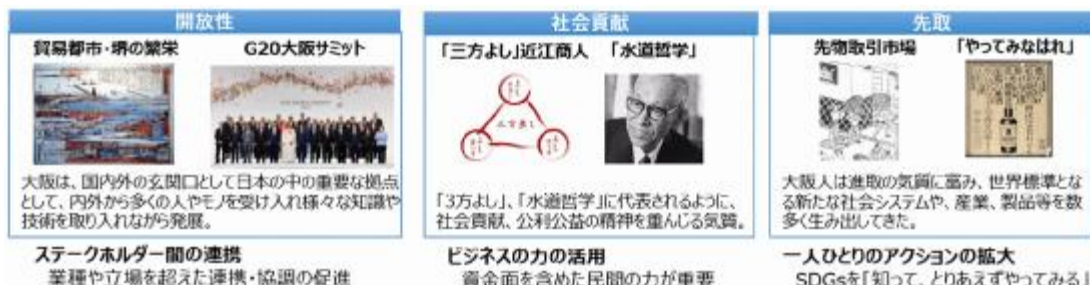 開放性
貿易都市・堺の繁栄
G20大阪サミット
大阪は、国内外の玄関口として日本の中の重要な拠点
として、内外から多くの人やモノを受け入れ様々な知識や
技術を取り入れながら発展。
ステークホルダー間の連携
業種や立場を超えた連携・協調の促進
社会貢献
「三方よし」近江商人
「水道哲学」
三方良し
「3方よし」、「水道哲学」に代表されるように、
社会貢献、公利公益の精神を重んじる気質。
ビジネスの力の活用
資金面を含めた民間の力が重要
先取
先物取引市場
「やってみなはれ」
大阪人は進取の気質に富み、世界標準とな
る新たな社会システムや、産業、製品等を数
多く生み出してきた。
一人ひとりのアクションの拡大
SDGsを「知って、とりあえずやってみる」